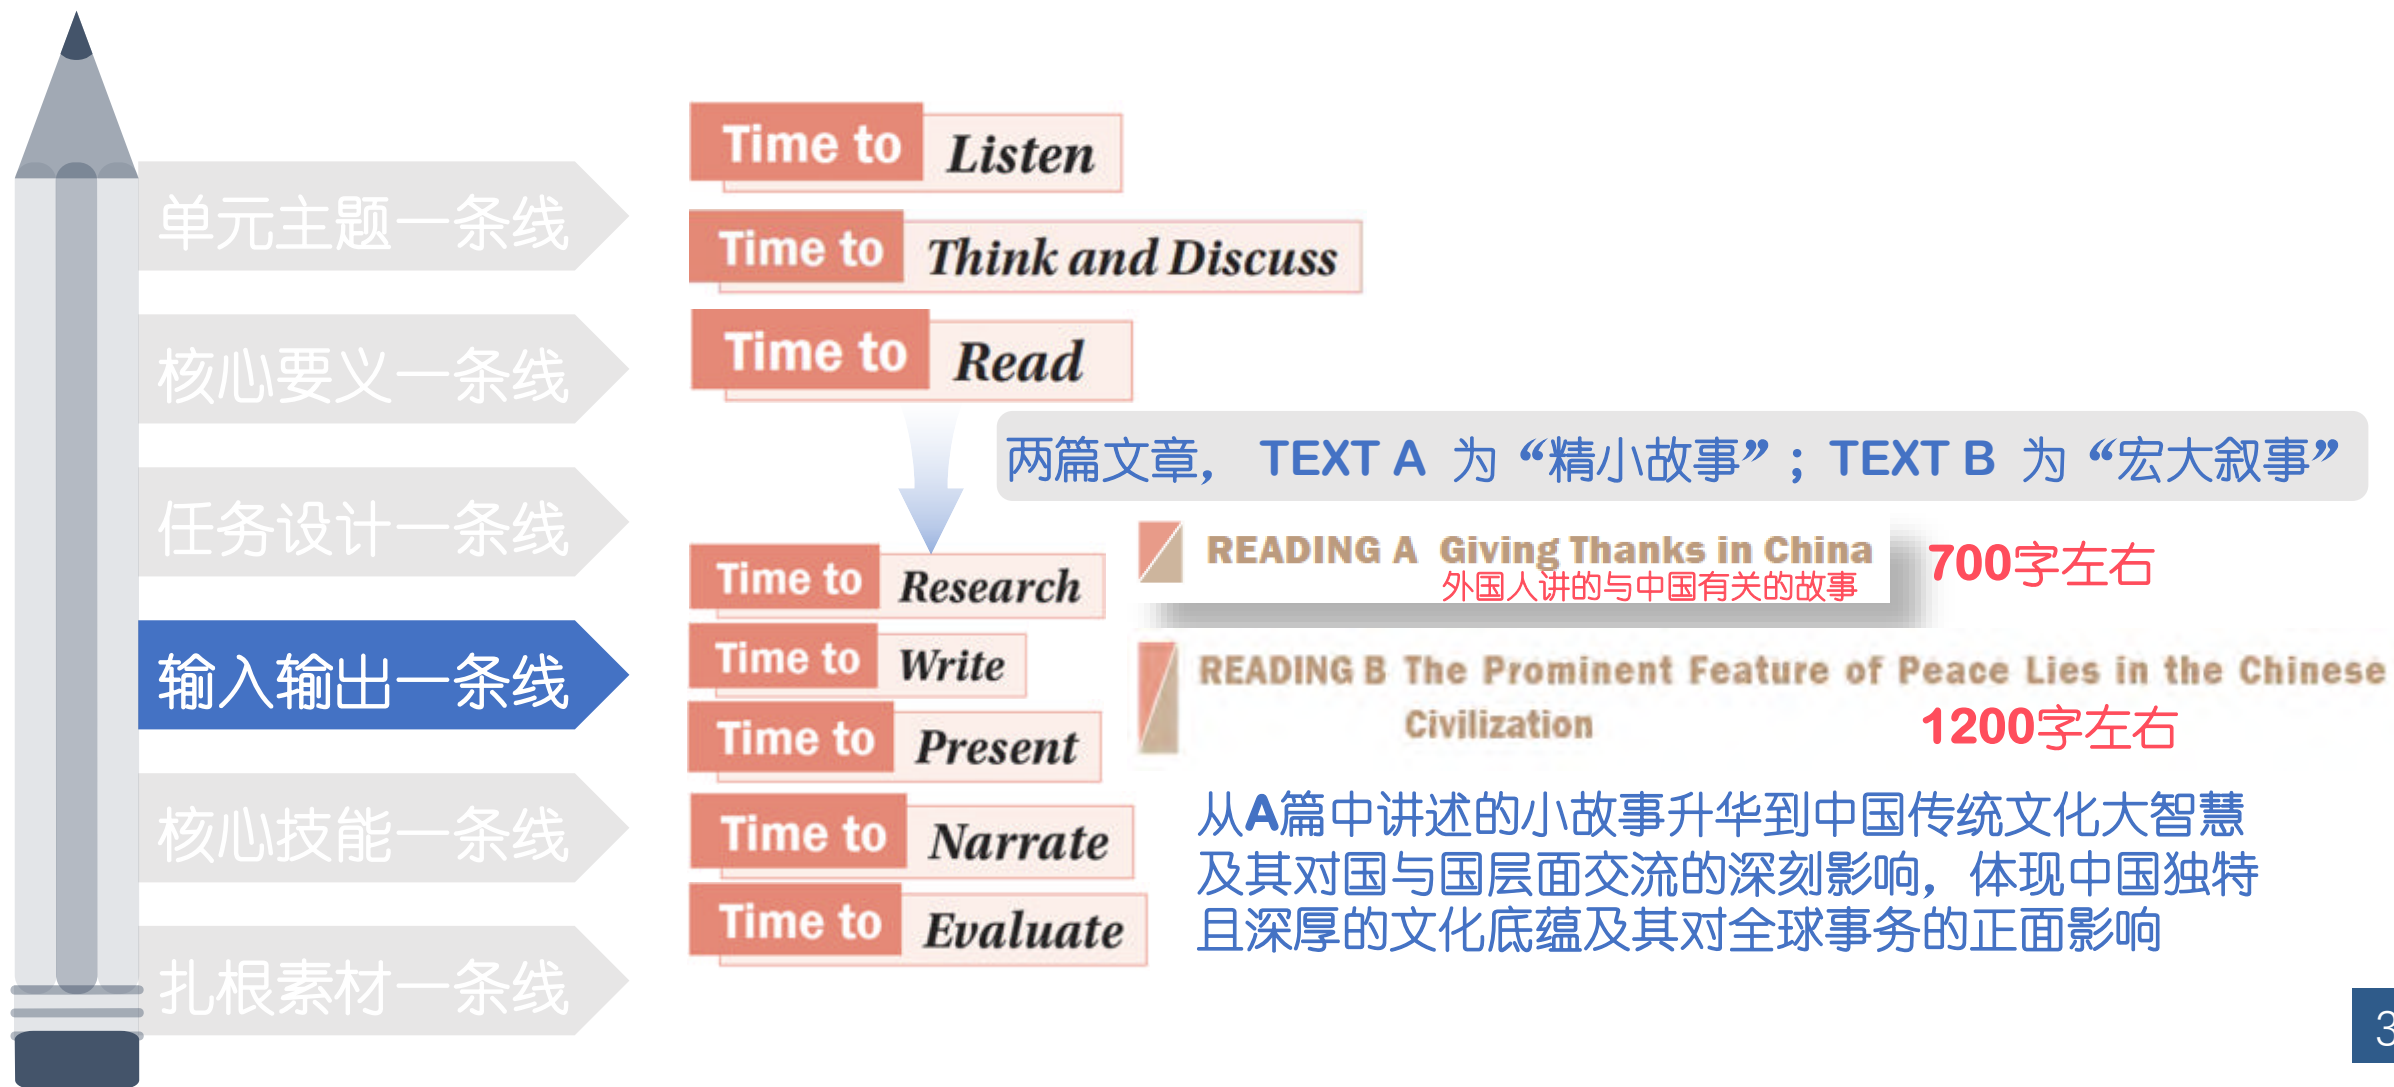 单元主题一条线
核心要义一条线
任务设计一条线
输入输出一条线
核心技能一条线
扎根素材一条线
Time to Listen
Time to Think and Discuss
Time to Read
两篇文章， TEXT A 为“精小故事”；TEXT B 为“宏大叙事”
Time to Research
Time to Write
Time to Present
Time to Narrate
Time to Evaluate
READING A Giving Thanks in China
外国人讲的与中国有关的故事
700字左右
READING B The Prominent Feature of Peace Lies in the Chinese
Civilization
1200字左右
从A篇中讲述的小故事升华到中国传统文化大智慧
及其对国与国层面交流的深刻影响，体现中国独特
且深厚的文化底蕴及其对全球事务的正面影响
3